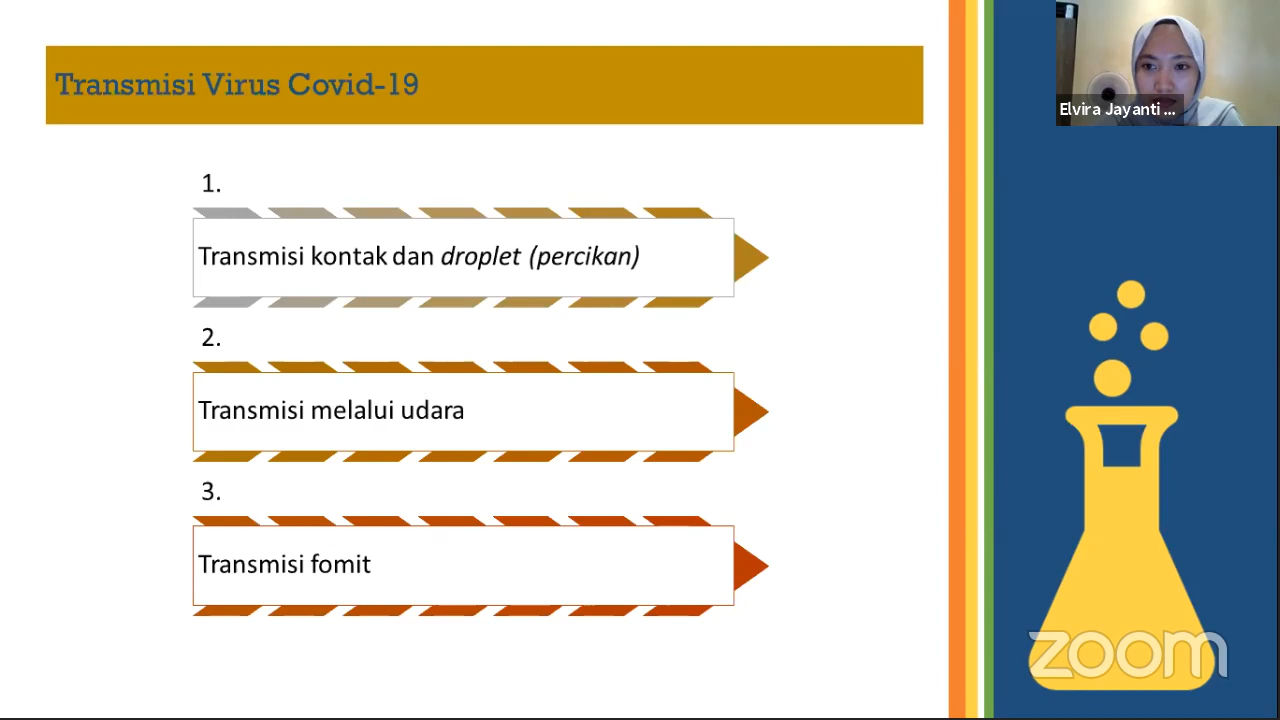 Transmisi Virus Covid-19
Elvira Jayanti ...
1.
Transmisi kontak dan droplet (percikan)
2.
Transmisi melalui udara
3.
Transmisi fomit
zoom